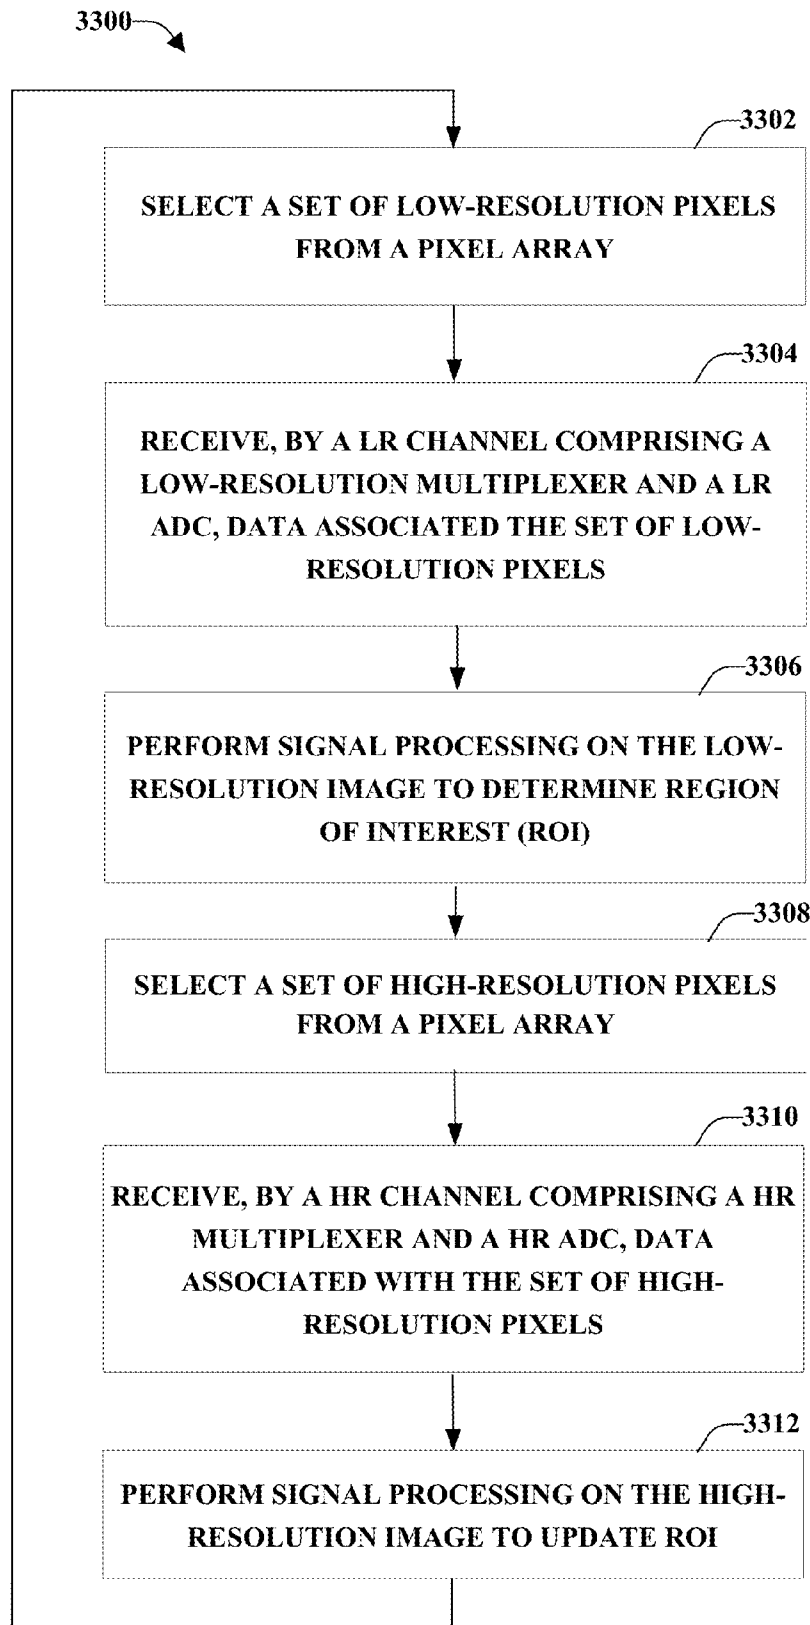 3300
3302
SELECT A SET OF LOW-RESOLUTION PIXELS
FROM A PIXEL ARRAY
3304
RECEIVE, BY A LR CHANNEL COMPRISING A
LOW-RESOLUTION MULTIPLEXER AND A LR
ADC, DATA ASSOCIATED THE SET OF LOW-
RESOLUTION PIXELS
3306
PERFORM SIGNAL PROCESSING ON THE LOW-
RESOLUTION IMAGE TO DETERMINE REGION
OF INTEREST (ROI)
3308
SELECT A SET OF HIGH-RESOLUTION PIXELS
FROM A PIXEL ARRAY
3310
RECEIVE, BY A HR CHANNEL COMPRISING A HR
MULTIPLEXER AND A HR ADC, DATA
ASSOCIATED WITH THE SET OF HIGH-
RESOLUTION PIXELS
3312
PERFORM SIGNAL PROCESSING ON THE HIGH-
RESOLUTION IMAGE TO UPDATE ROI